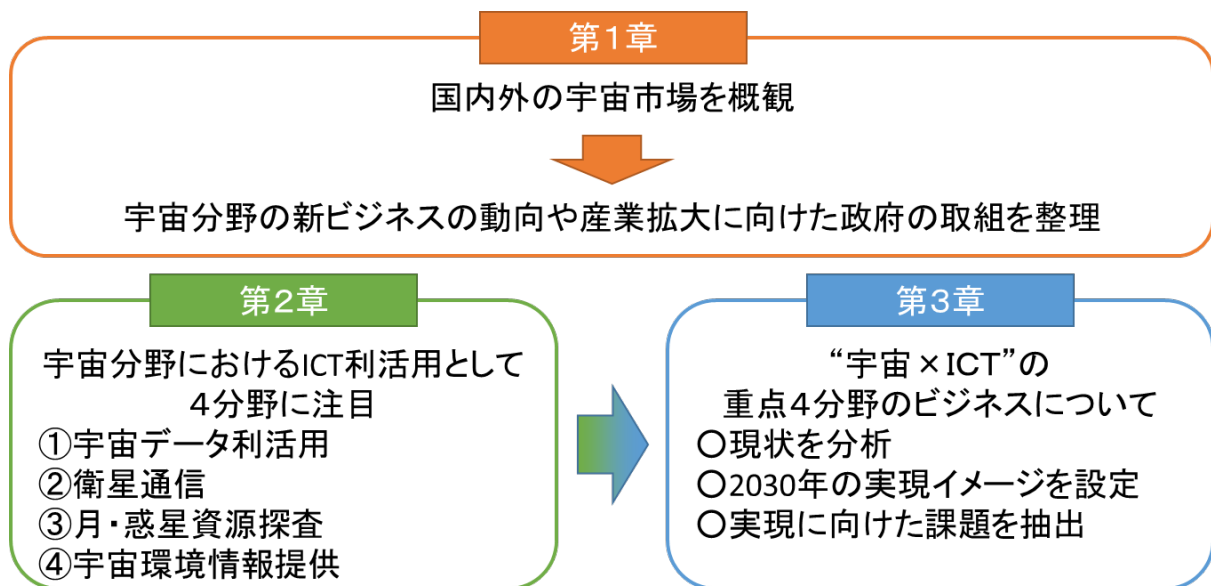 第1章
国内外の宇宙市場を概観
宇宙分野の新ビジネスの動向や産業拡大に向けた政府の取組を整理
第2章
宇宙分野におけるICT利活用として
4分野に注目
①宇宙データ利活用
②衛星通信
③月・惑星資源探査
④宇宙環境情報提供
第3章
“宇宙×ICT”の
重点4分野のビジネスについて
〇現状を分析
〇2030年の実現イメージを設定
〇実現に向けた課題を抽出